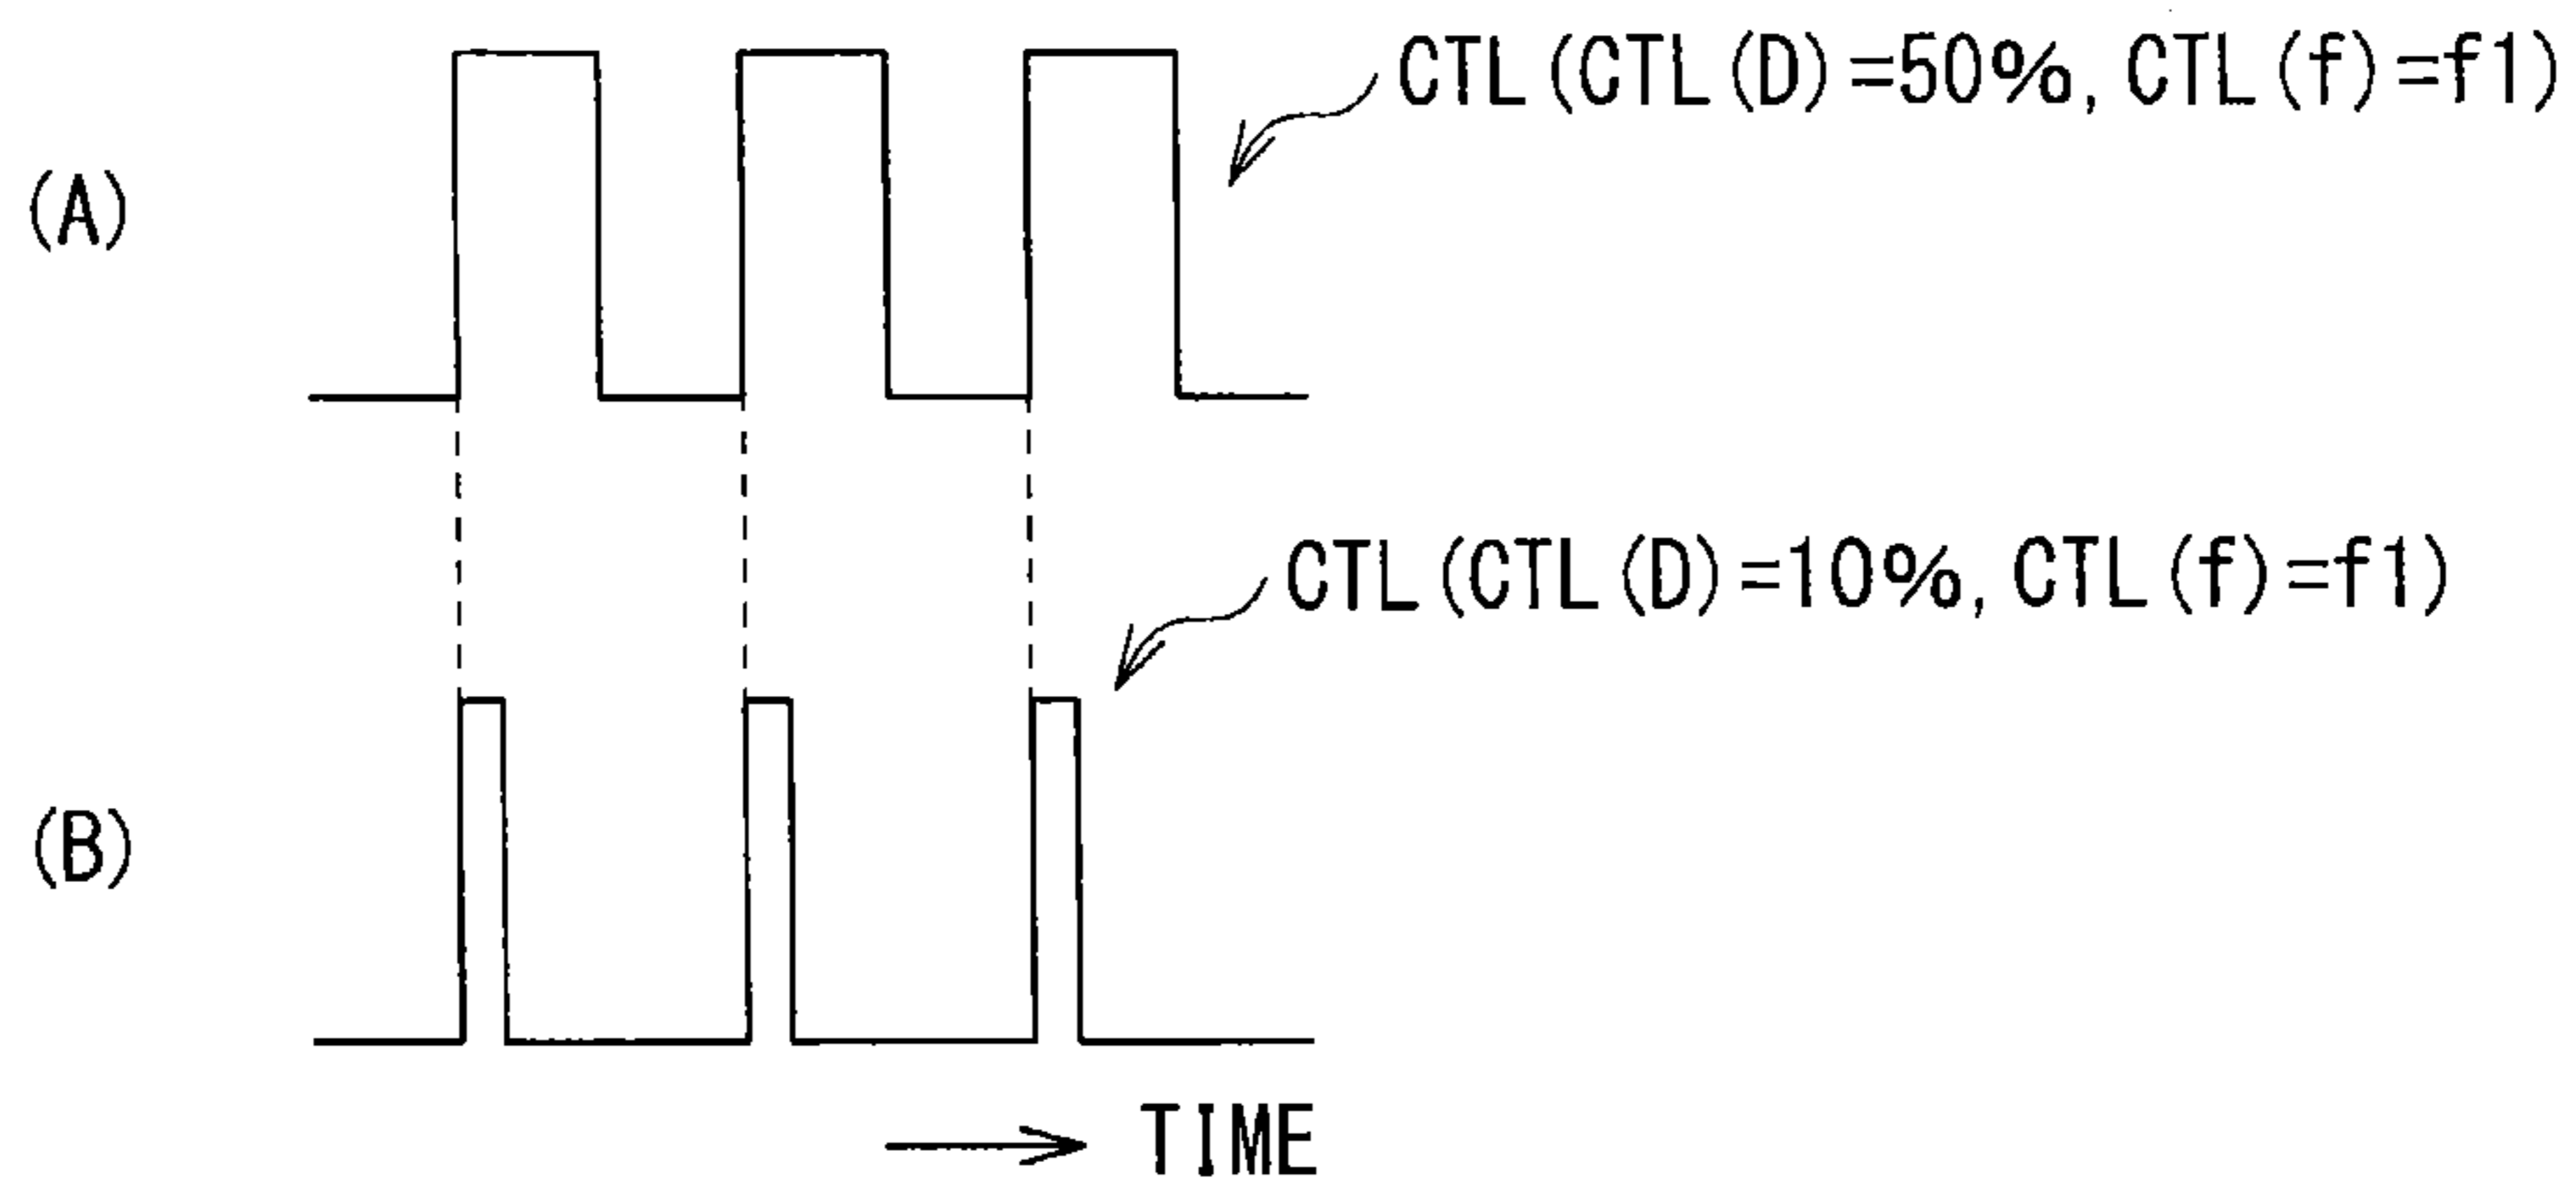 CTL(CTL(D)=50%, CTL(f)=f1)
(A)
CTL(CTL(D)=10%, CTL(f)=f1)
(B)
TIME